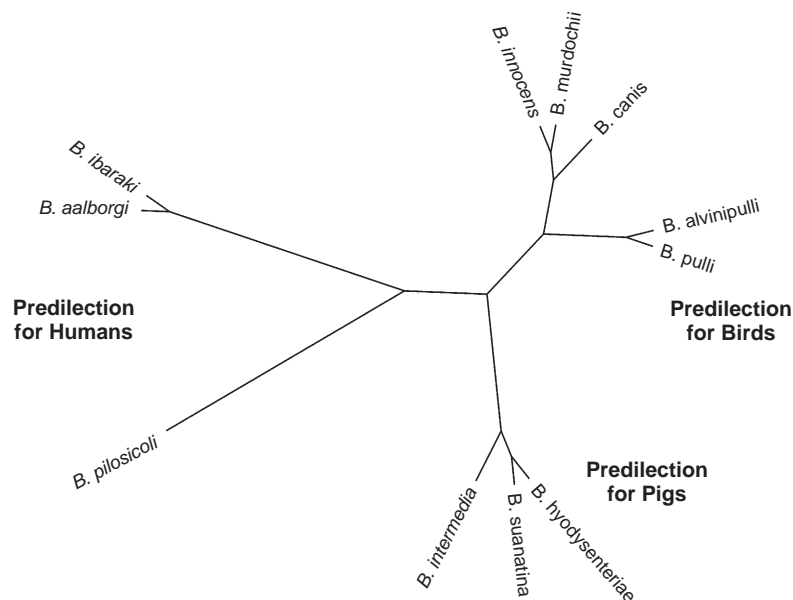 B. innocens
B. murdochii
B. canis
B. ibaraki
B. aalborgi
B. alvinipulli
B. pulli
Predilection
for Humans
Predilection
for Birds
B. pilosicoli
Predilection
for Pigs
B. intermedia
B. suanatina
B. hyodysenteriae